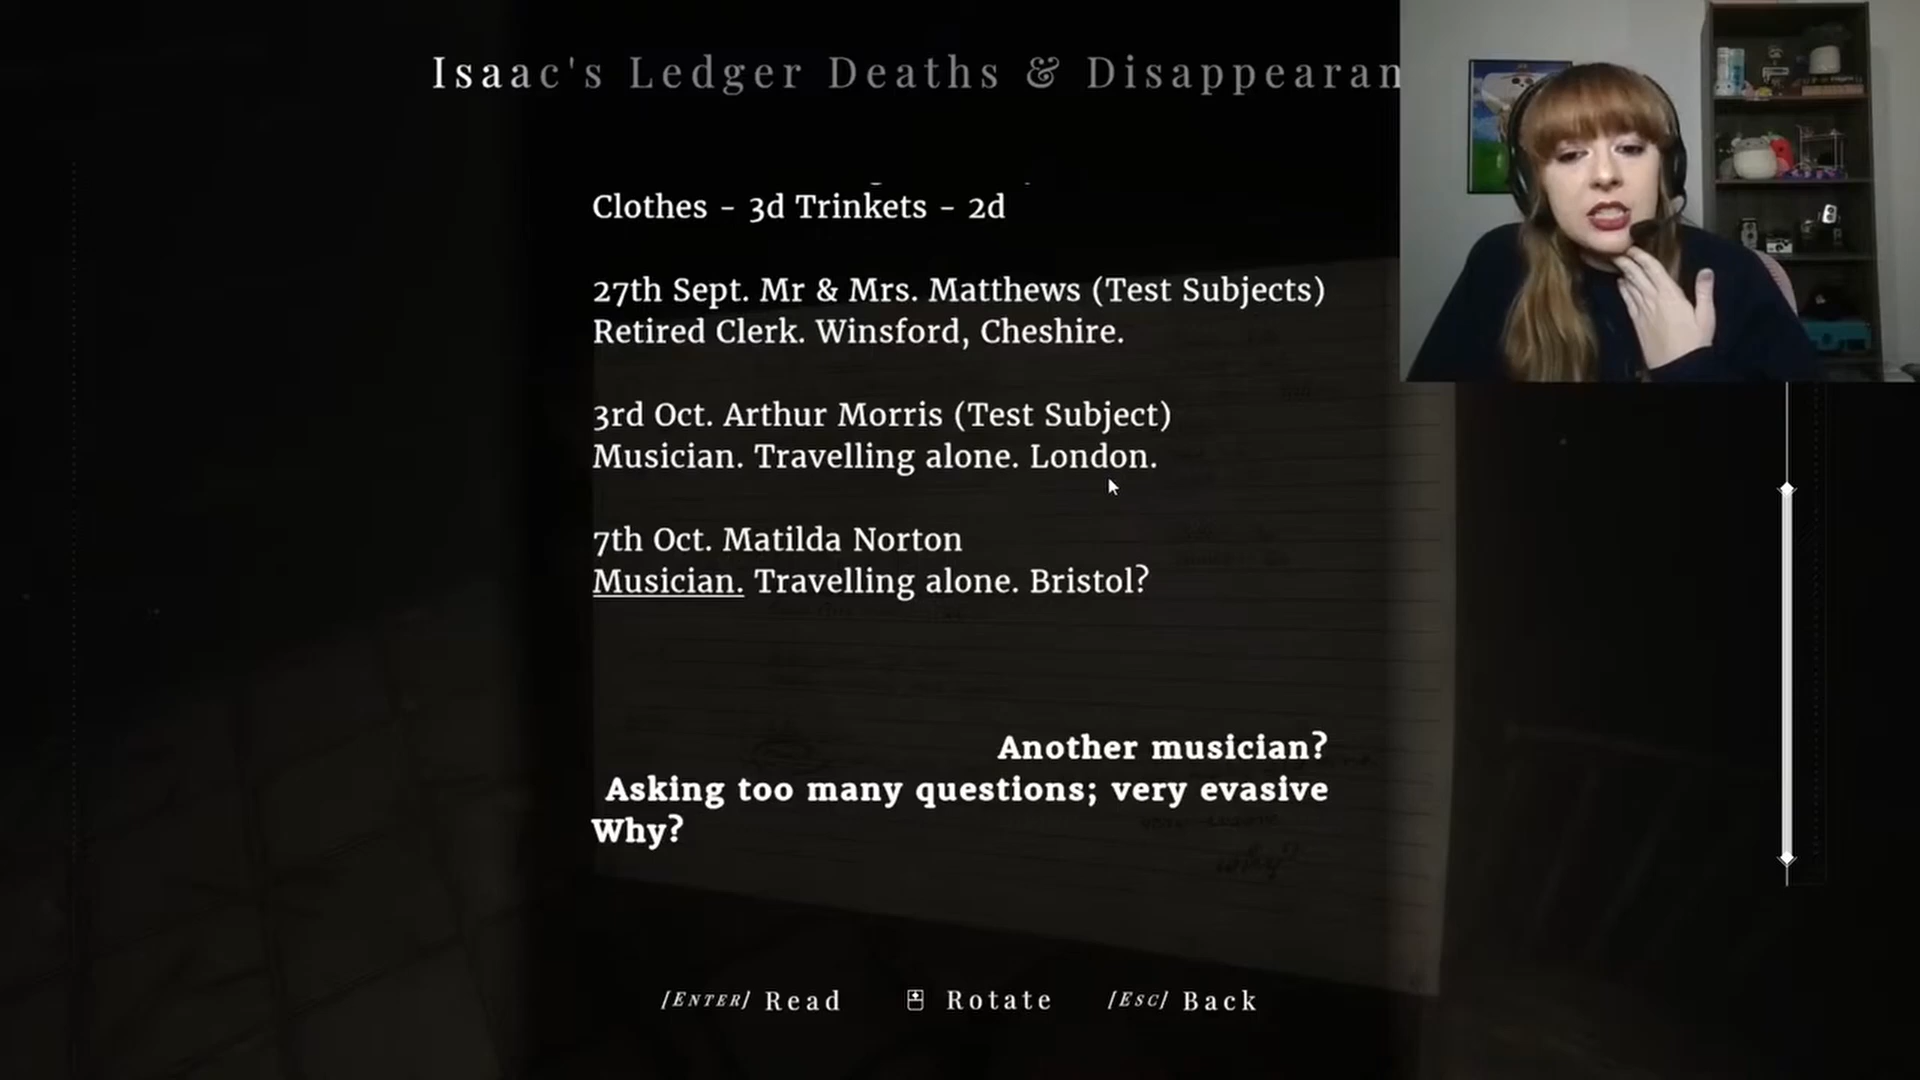 Isaac's Ledger Deaths & Disappearan
Clothes - 3d Trinkets - 2d
27th Sept. Mr & Mrs. Matthews (Test Subjects)
Retired Clerk. Winsford, Cheshire.
3rd Oct. Arthur Morris (Test Subject)
Musician. Travelling alone. London.
7th Oct. Matilda Norton
Musician. Travelling alone. Bristol?
Another musician?
Asking too many questions; very evasive
Why?
[ENTER] Read Rotate [ESC] Back